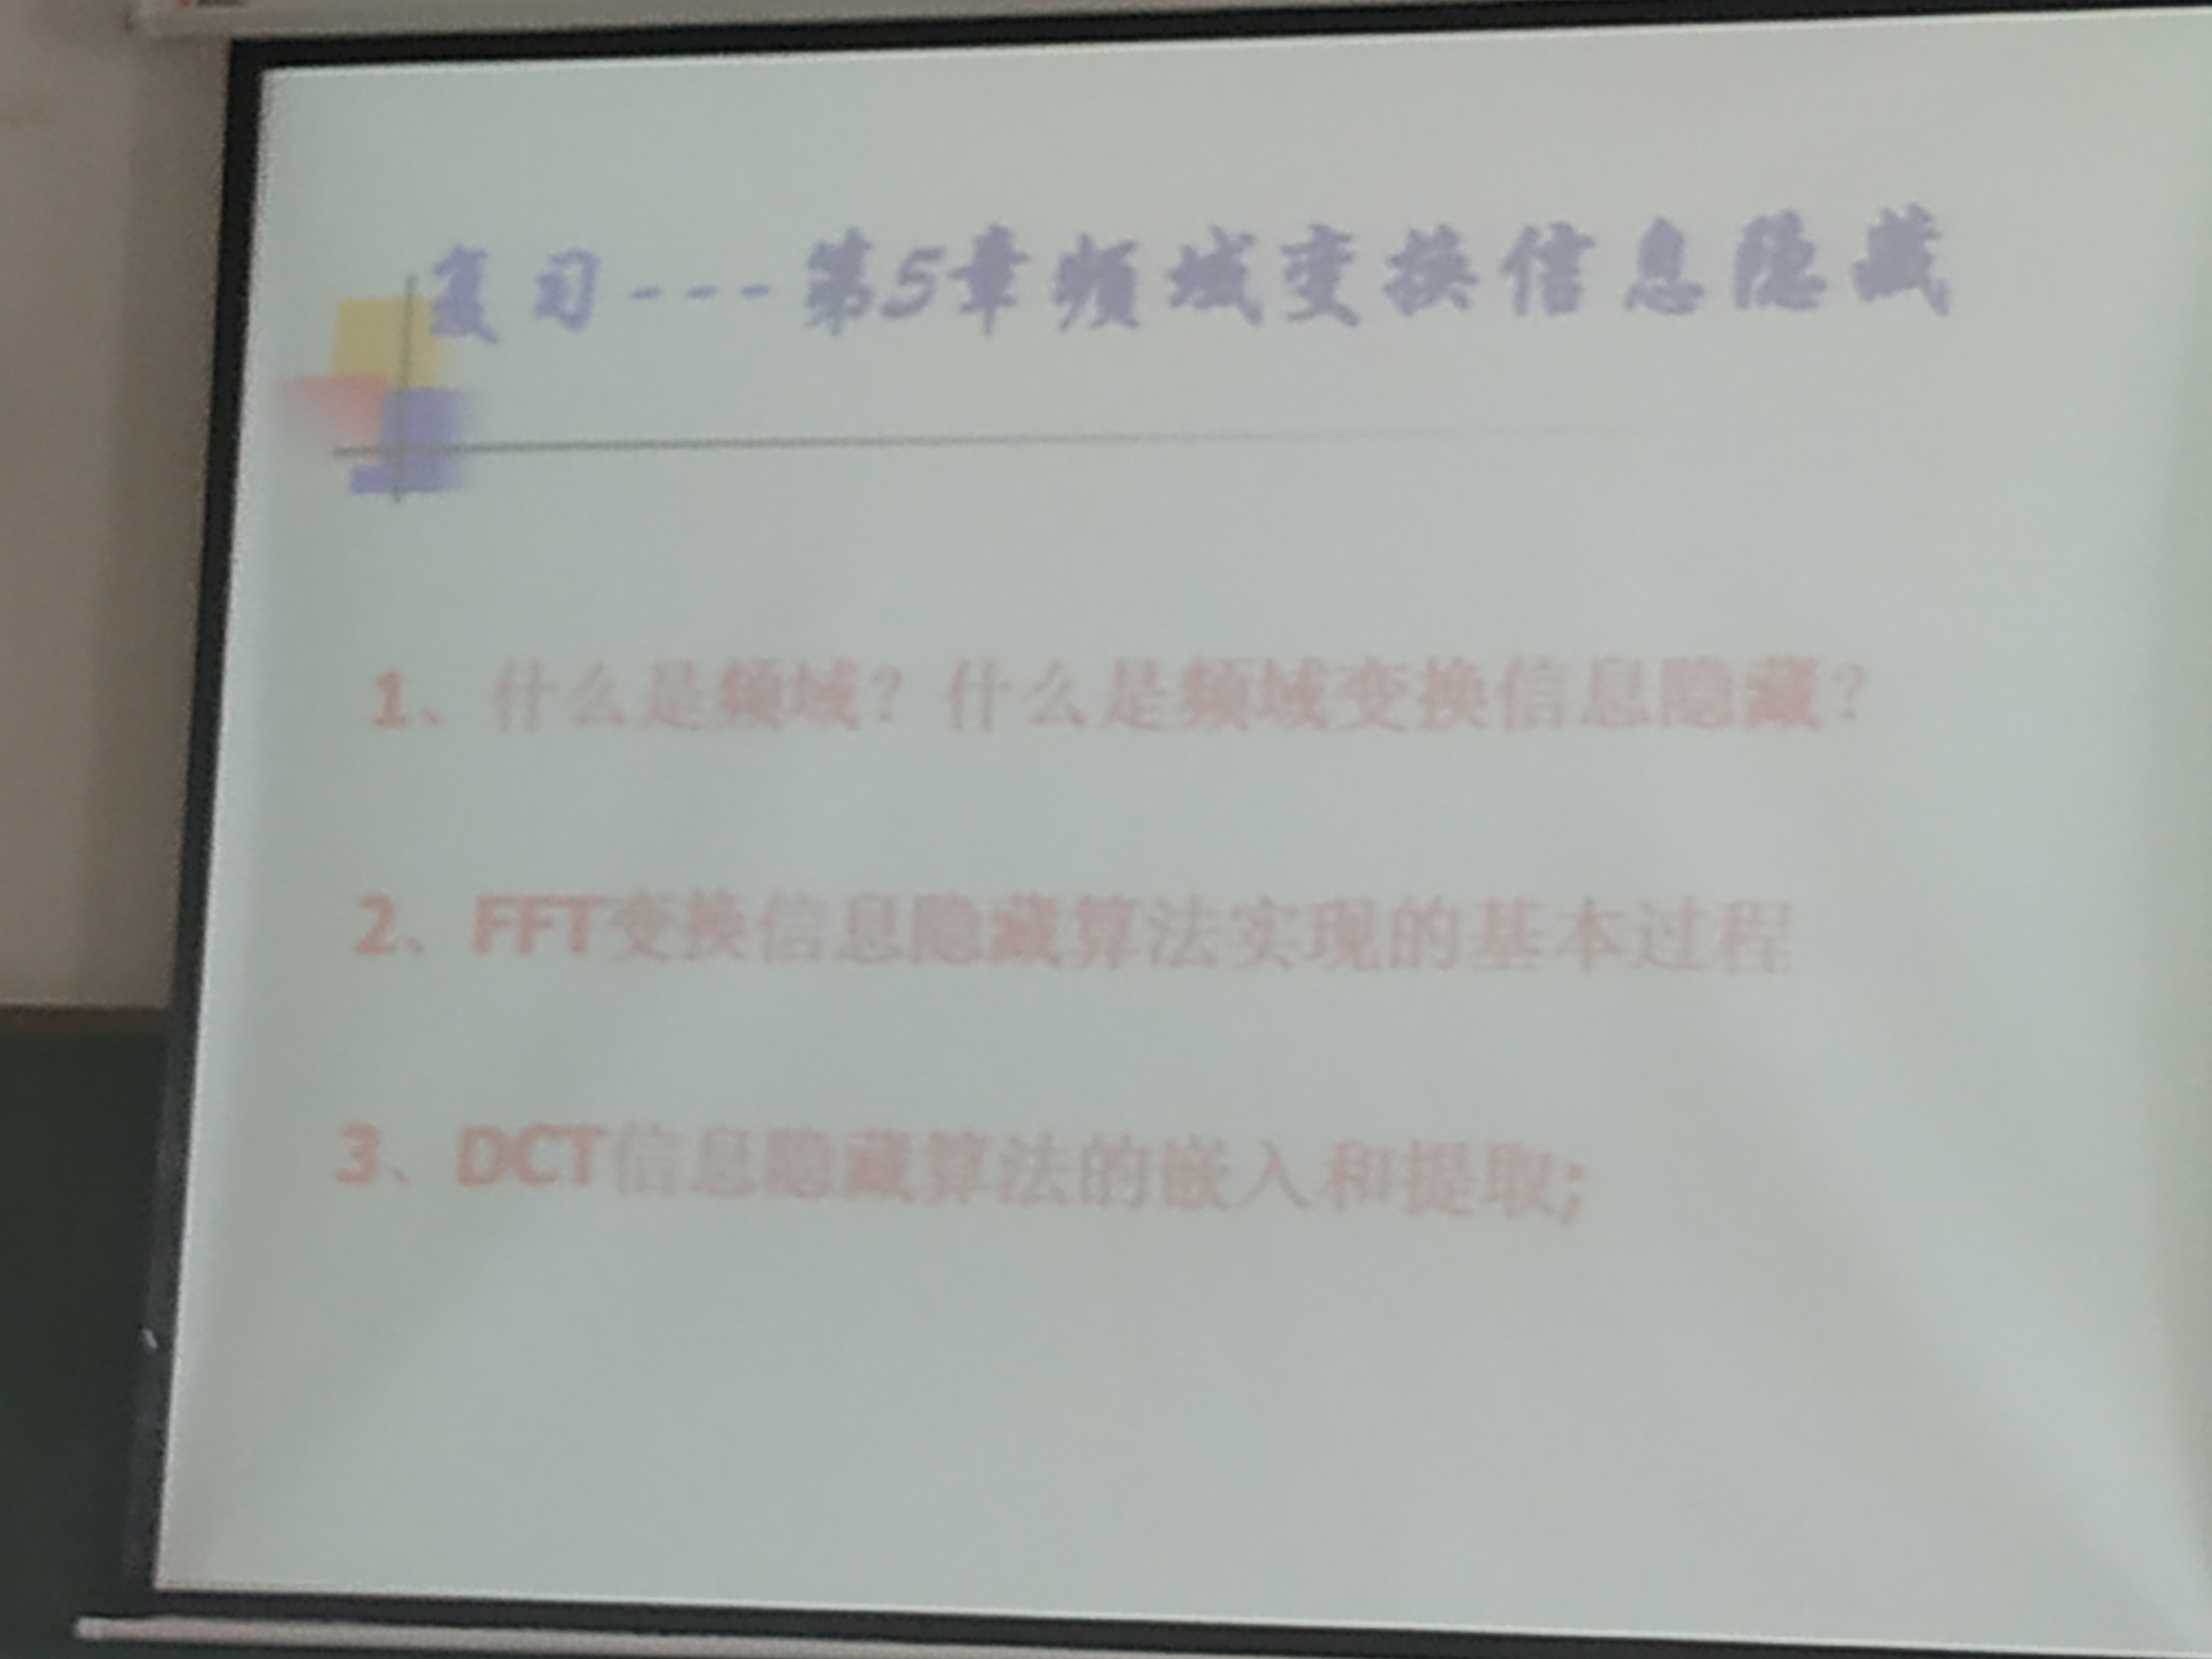 复习---第5章频域变换信息隐藏
1、什么是频域？什么是频域变换信息隐藏？
2、FFT变换信息隐藏算法实现的基本过程
3、DCT信息隐藏算法的嵌入和提取;